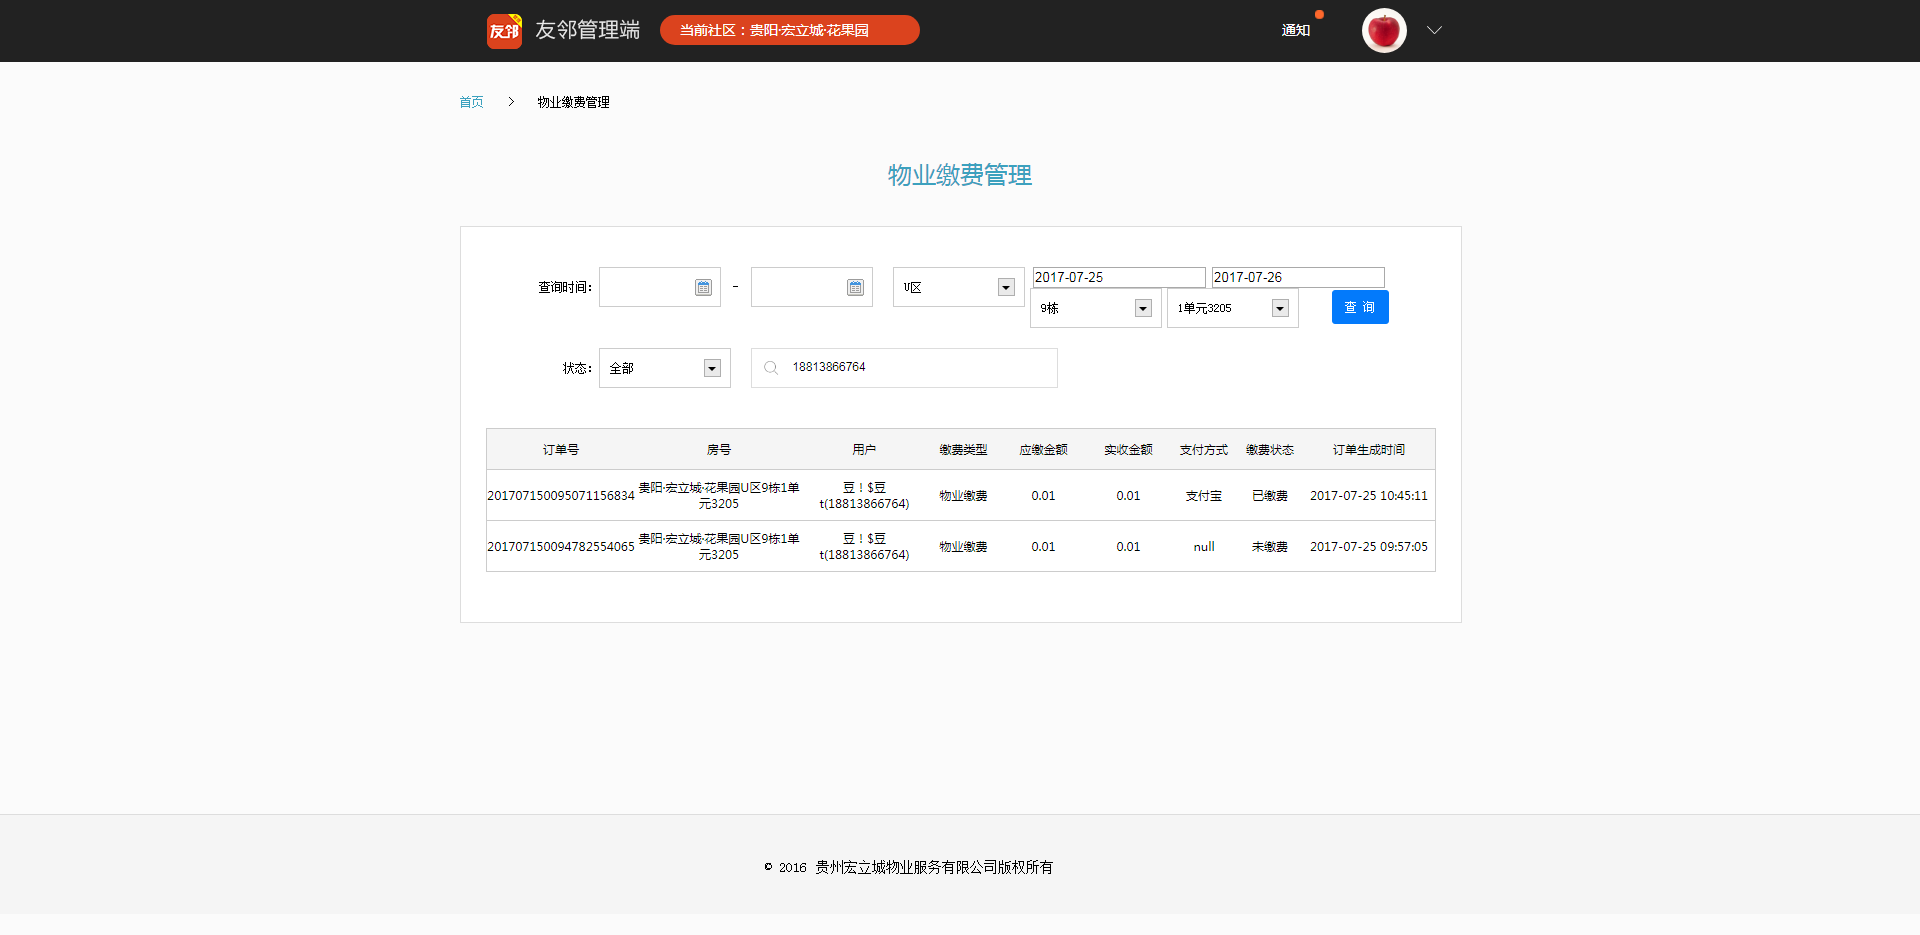 友邻 友邻管理端 当前社区：贵阳·宏立城·花果园 通知
首页 > 物业缴费管理
物业缴费管理
查询时间： - U区 2017-07-25 2017-07-26
9栋 1单元3205 查 询
状态： 全部 18813866764
订单号 房号 用户 缴费类型 应缴金额 实收金额 支付方式 缴费状态 订单生成时间
201707150095071156834 贵阳·宏立城·花果园U区9栋1单元3205 豆！$豆t(18813866764) 物业缴费 0.01 0.01 支付宝 已缴费 2017-07-25 10:45:11
201707150094782554065 贵阳·宏立城·花果园U区9栋1单元3205 豆！$豆t(18813866764) 物业缴费 0.01 0.01 null 未缴费 2017-07-25 09:57:05
© 2016 贵州宏立城物业服务有限公司版权所有